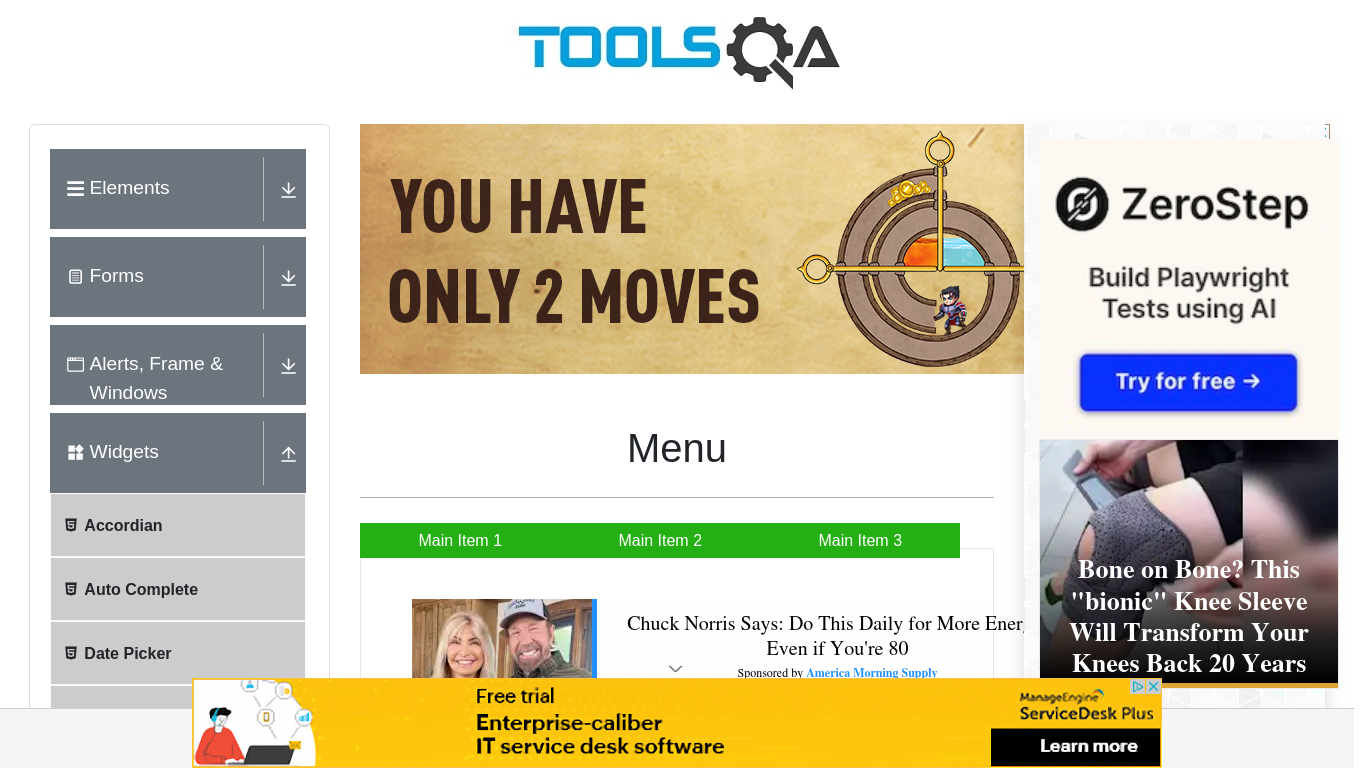 TOOLSQA
Elements
Forms
Alerts, Frame &
Windows
Widgets
Accordian
Auto Complete
Date Picker
YOU HAVE
ONLY 2 MOVES
Menu
Main Item 1
Main Item 2
Main Item 3
Chuck Norris Says: Do This Daily for More Ener
Even if You're 80
Sponsored by America Morning Supply
ZeroStep
Build Playwright
Tests using AI
Try for free →
Bone on Bone? This
"bionic" Knee Sleeve
Will Transform Your
Knees Back 20 Years
Free trial
Enterprise-caliber
IT service desk software
ManageEngine
ServiceDesk Plus
Learn more